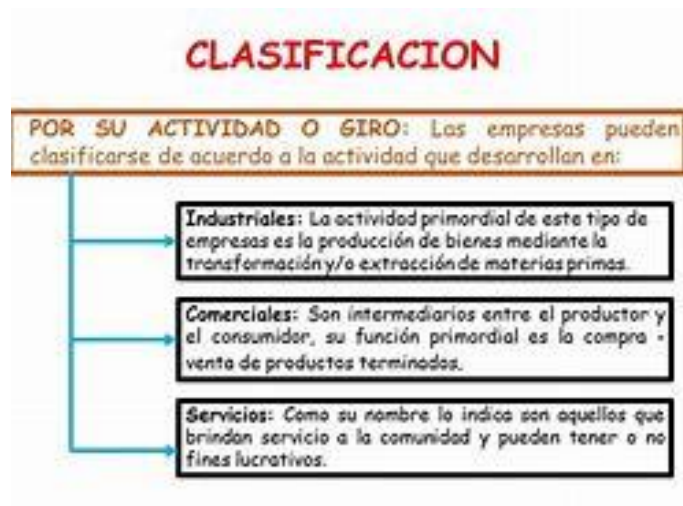 CLASIFICACION
POR SU ACTIVIDAD O GIRO: Las empresas pueden
clasificarse de acuerdo a la actividad que desarrollan en:
Industriales: La actividad primordial de este tipo de
empresas es la producción de bienes mediante la
transformación y/o extracción de materias primas.
Comerciales: Son intermediarios entre el productor y
el consumidor, su función primordial es la compra -
venta de productos terminados.
Servicios: Como su nombre lo indica son aquellos que
brindan servicio a la comunidad y pueden tener o no
fines lucrativos.